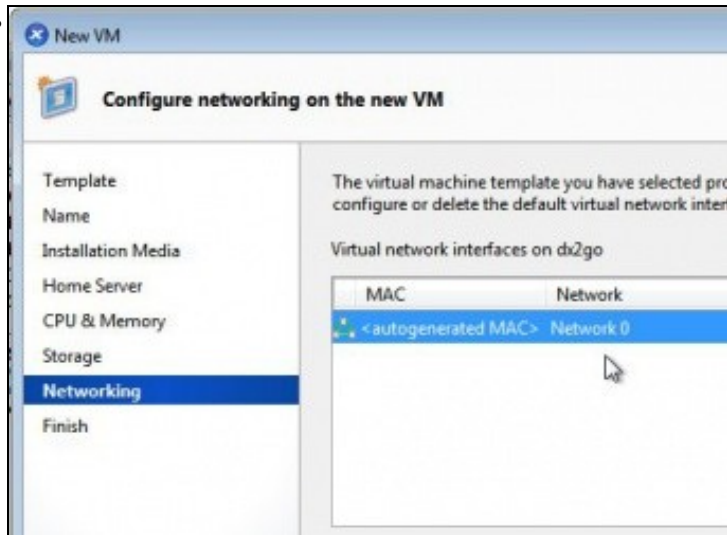 New VM
Configure networking on the new VM
Template
Name
Installation Media
Home Server
CPU & Memory
Storage
Networking
Finish
The virtual machine template you have selected
configure or delete the default virtual network
Virtual network interfaces on dx2go
MAC Network
<autogenerated MAC> Network 0